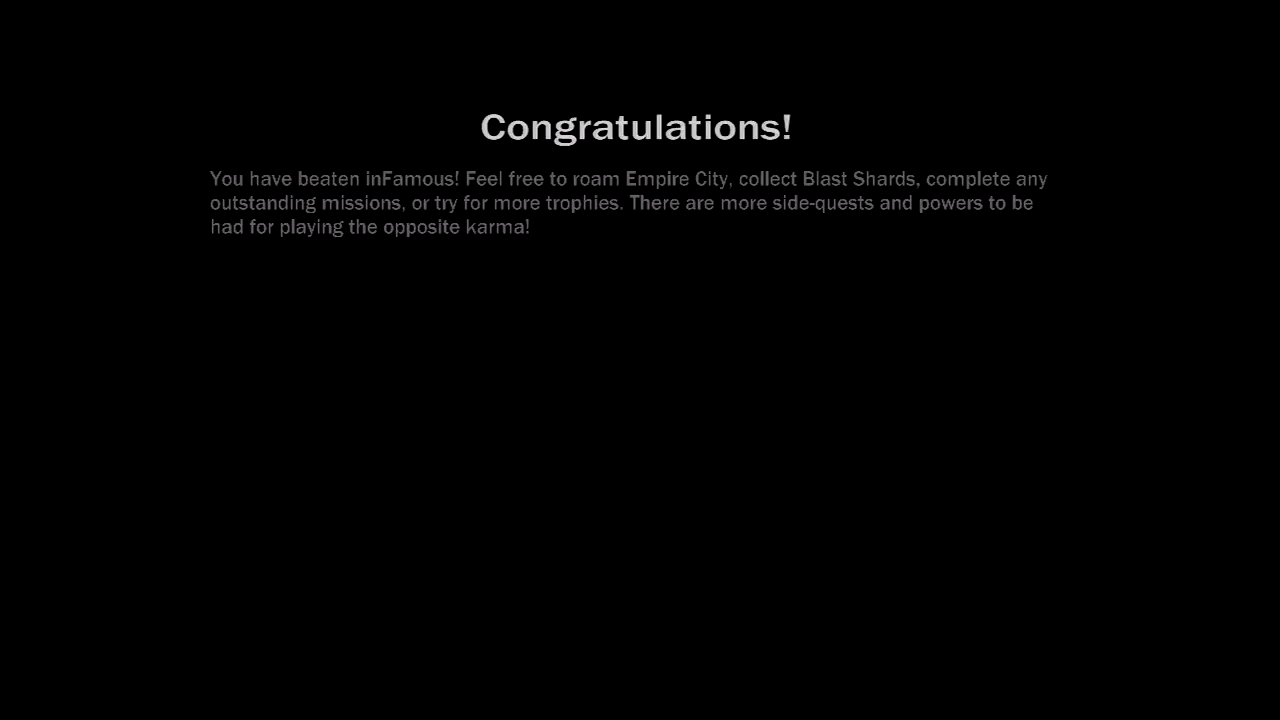 Congratulations!
You have beaten inFamous! Feel free to roam Empire City, collect Blast Shards, complete any
outstanding missions, or try for more trophies. There are more side-quests and powers to be
had for playing the opposite karma!